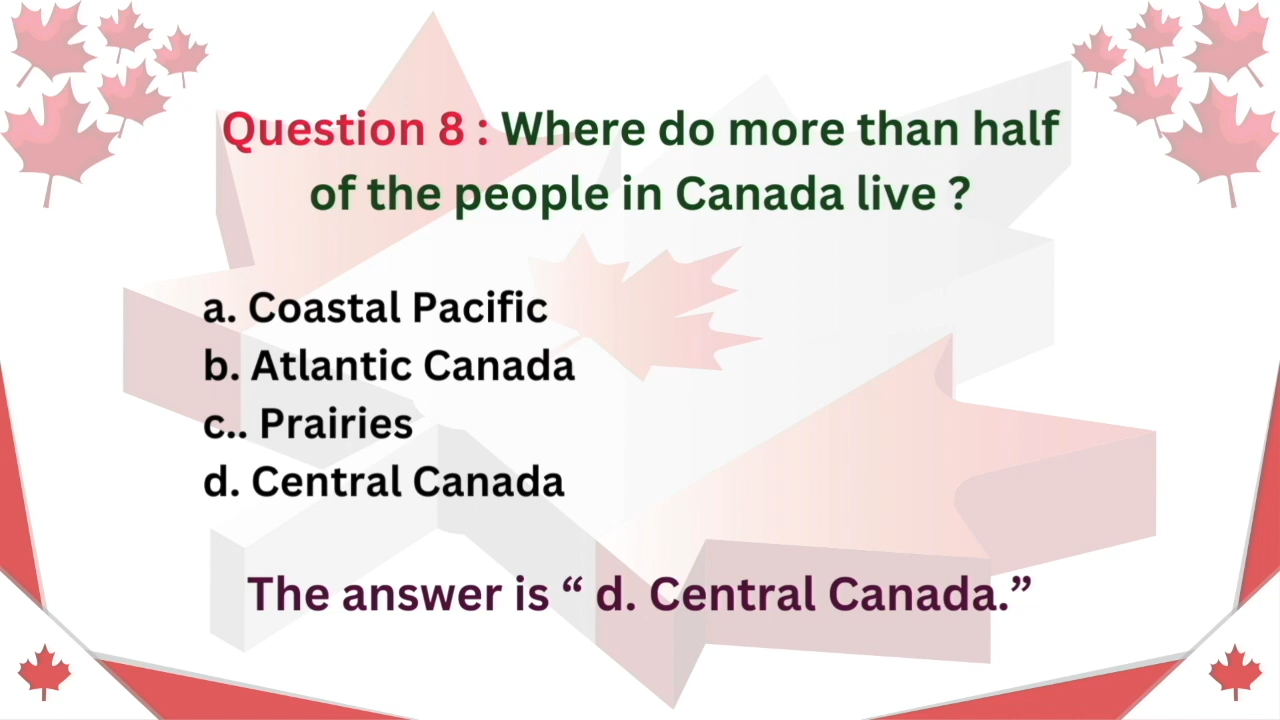 Question 8 : Where do more than half
of the people in Canada live ?
a. Coastal Pacific
b. Atlantic Canada
c.. Prairies
d. Central Canada
The answer is “ d. Central Canada.”